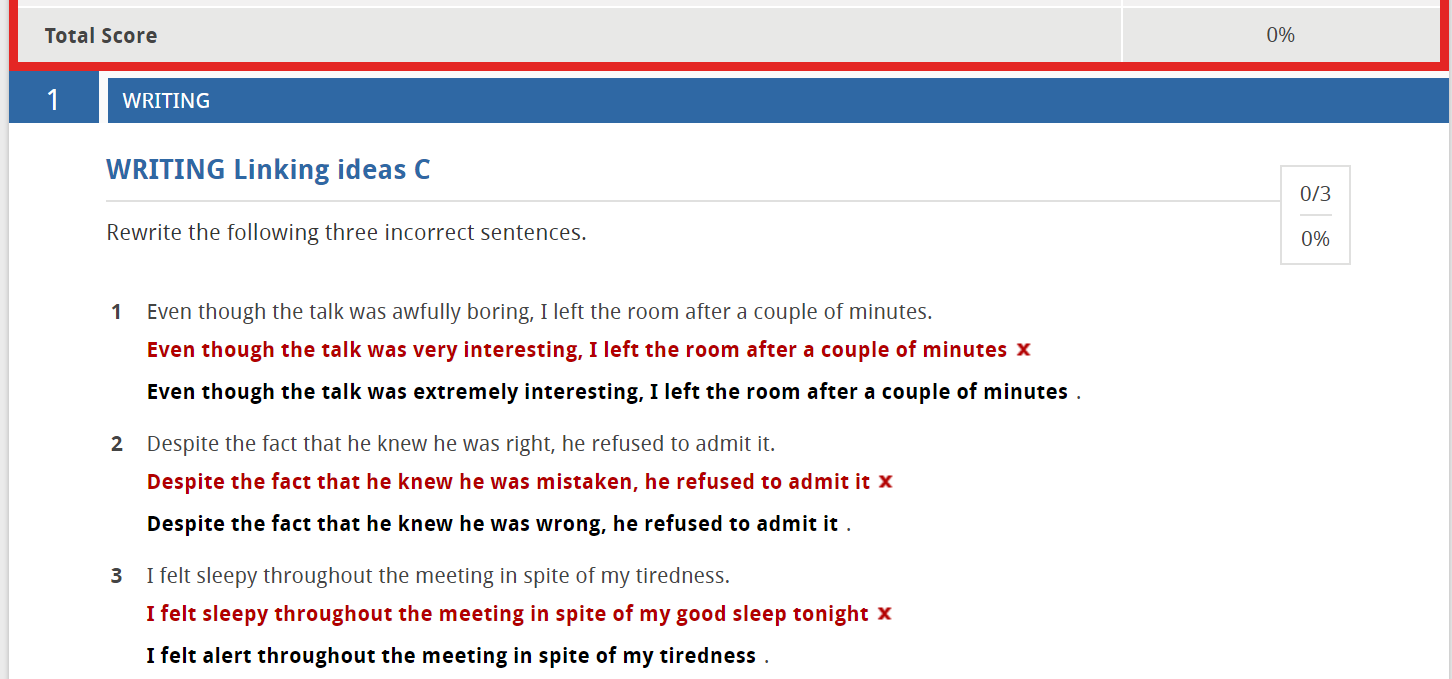 Total Score 0%
1 WRITING
WRITING Linking ideas C
0/3
0%
Rewrite the following three incorrect sentences.
1 Even though the talk was awfully boring, I left the room after a couple of minutes.
Even though the talk was very interesting, I left the room after a couple of minutes x
Even though the talk was extremely interesting, I left the room after a couple of minutes .
2 Despite the fact that he knew he was right, he refused to admit it.
Despite the fact that he knew he was mistaken, he refused to admit it x
Despite the fact that he knew he was wrong, he refused to admit it .
3 I felt sleepy throughout the meeting in spite of my tiredness.
I felt sleepy throughout the meeting in spite of my good sleep tonight x
I felt alert throughout the meeting in spite of my tiredness .